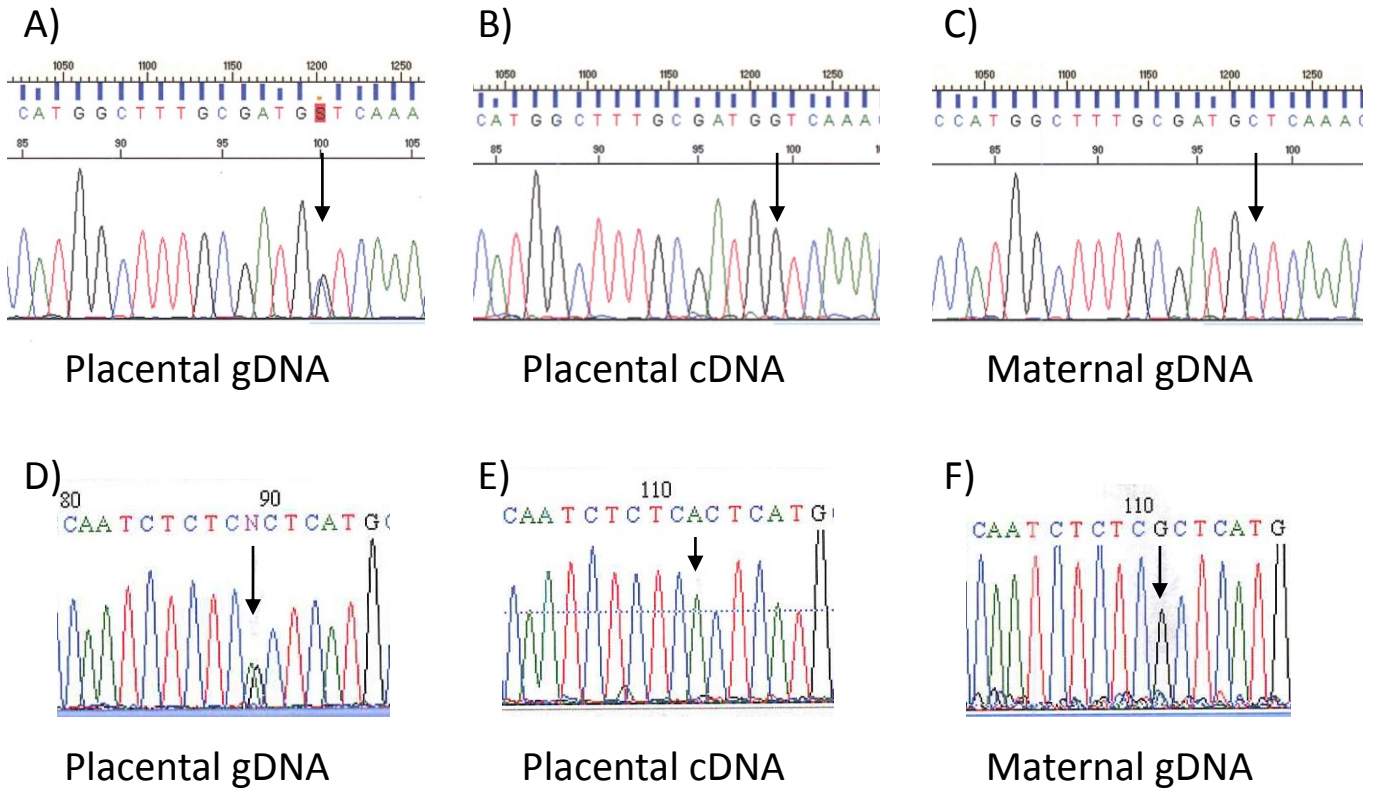 A)
1050 1100 1150 1200 1250
CATGGCTTTGCGATGSTCAAA
85 90 95 100 105
Placental gDNA
B)
1050 1100 1150 1200 1250
CATGGCTTTGCGATGGTCAAA
85 90 95 100
Placental cDNA
C)
1050 1100 1150 1200 1250
CCATGGCTTTGCGATGCTCAAAC
85 90 95 100
Maternal gDNA
D)
80 90
CAATCTCTCNCTCATG
Placental gDNA
E)
110
CAATCTCTCACTCATG
Placental cDNA
F)
110
CAATCTCTCGCTCATG
Maternal gDNA